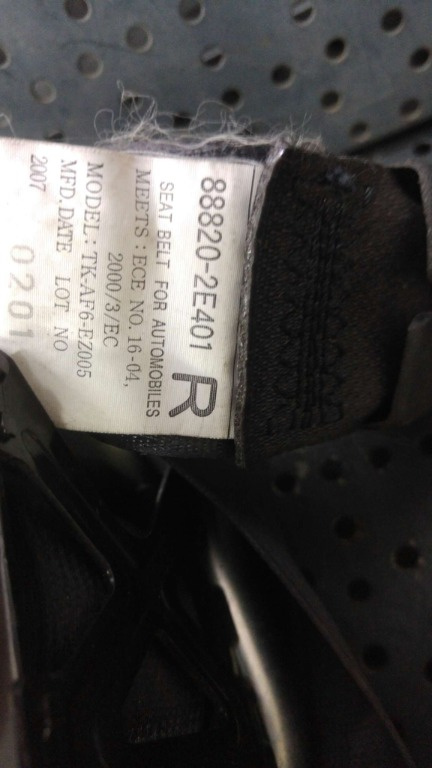 88820-2E401 R
SEAT BELT FOR AUTOMOBILES
MEETS : ECE NO. 16-04,
2000/3/EC
MODEL : TK-AF6-EZ005
MFD.DATE LOT NO
2007 0201